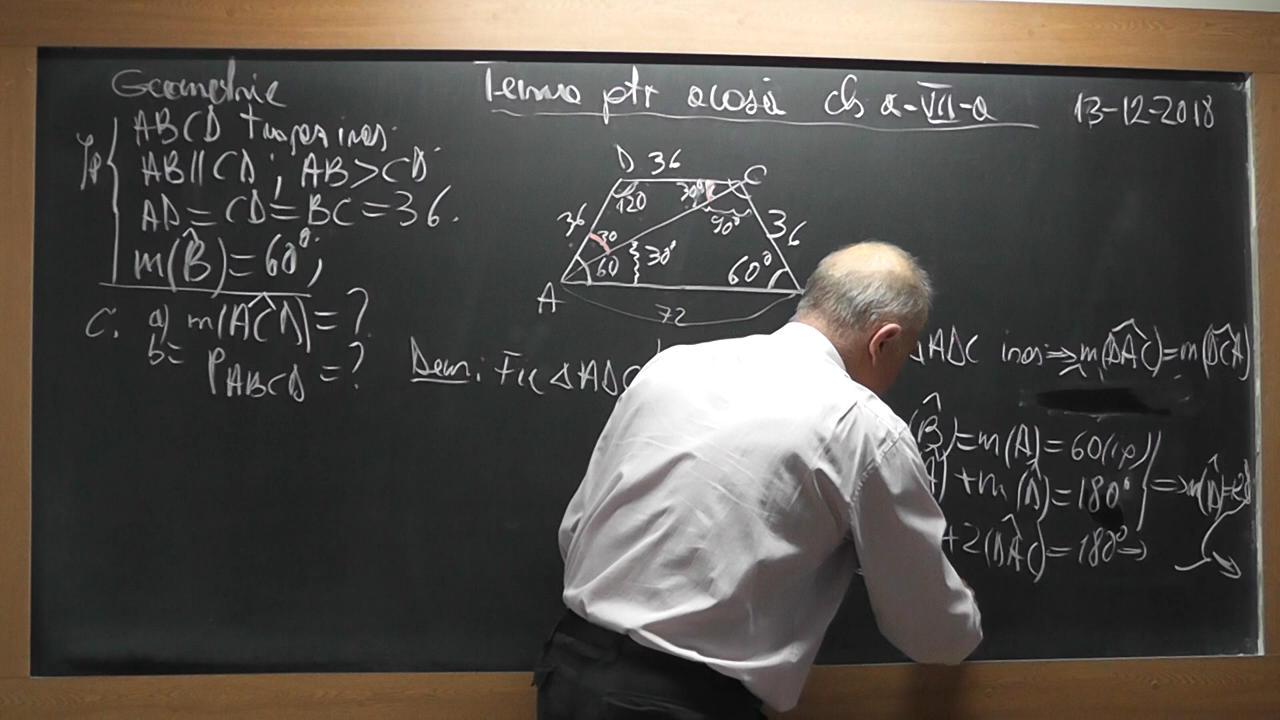 Geometrie
Tema ptr acasă cls a-VII-a 13-12-2018
ABCD trapez isos.
AB∥CD; AB>CD
AD=CD=BC=36.
m(B̂)=60°;
C. a) m(AĈD)=?
b= P_ABCD=?
D 36 C
120 30° 90°
36 30 36
60 30° 60°
A
72
Dem: Fie ΔADC
ΔADC isos ⇒ m(DÂC)=m(DĈA)
(B̂)=m(Â)=60(ip)
Â)+m(D̂)=180° ⇒ m(D̂)=120
+2(DÂC)=180° ⇒